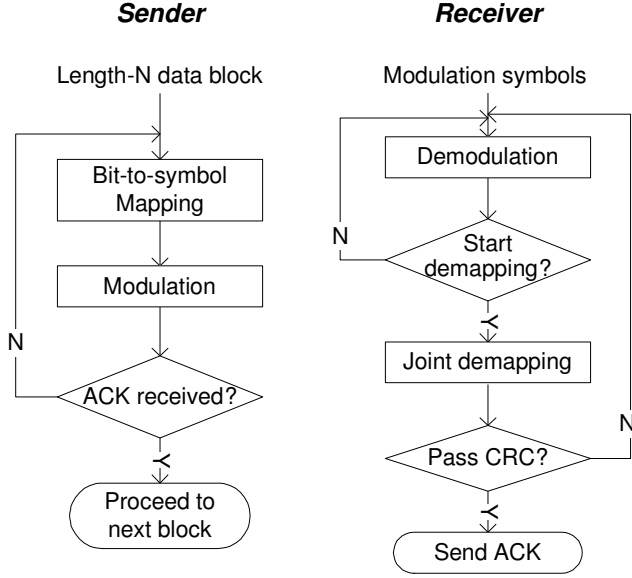 Sender
Length-N data block
Bit-to-symbol
Mapping
Modulation
N
ACK received?
Y
Proceed to
next block
Receiver
Modulation symbols
Demodulation
N
Start
demapping?
Y
Joint demapping
N
Pass CRC?
Y
Send ACK